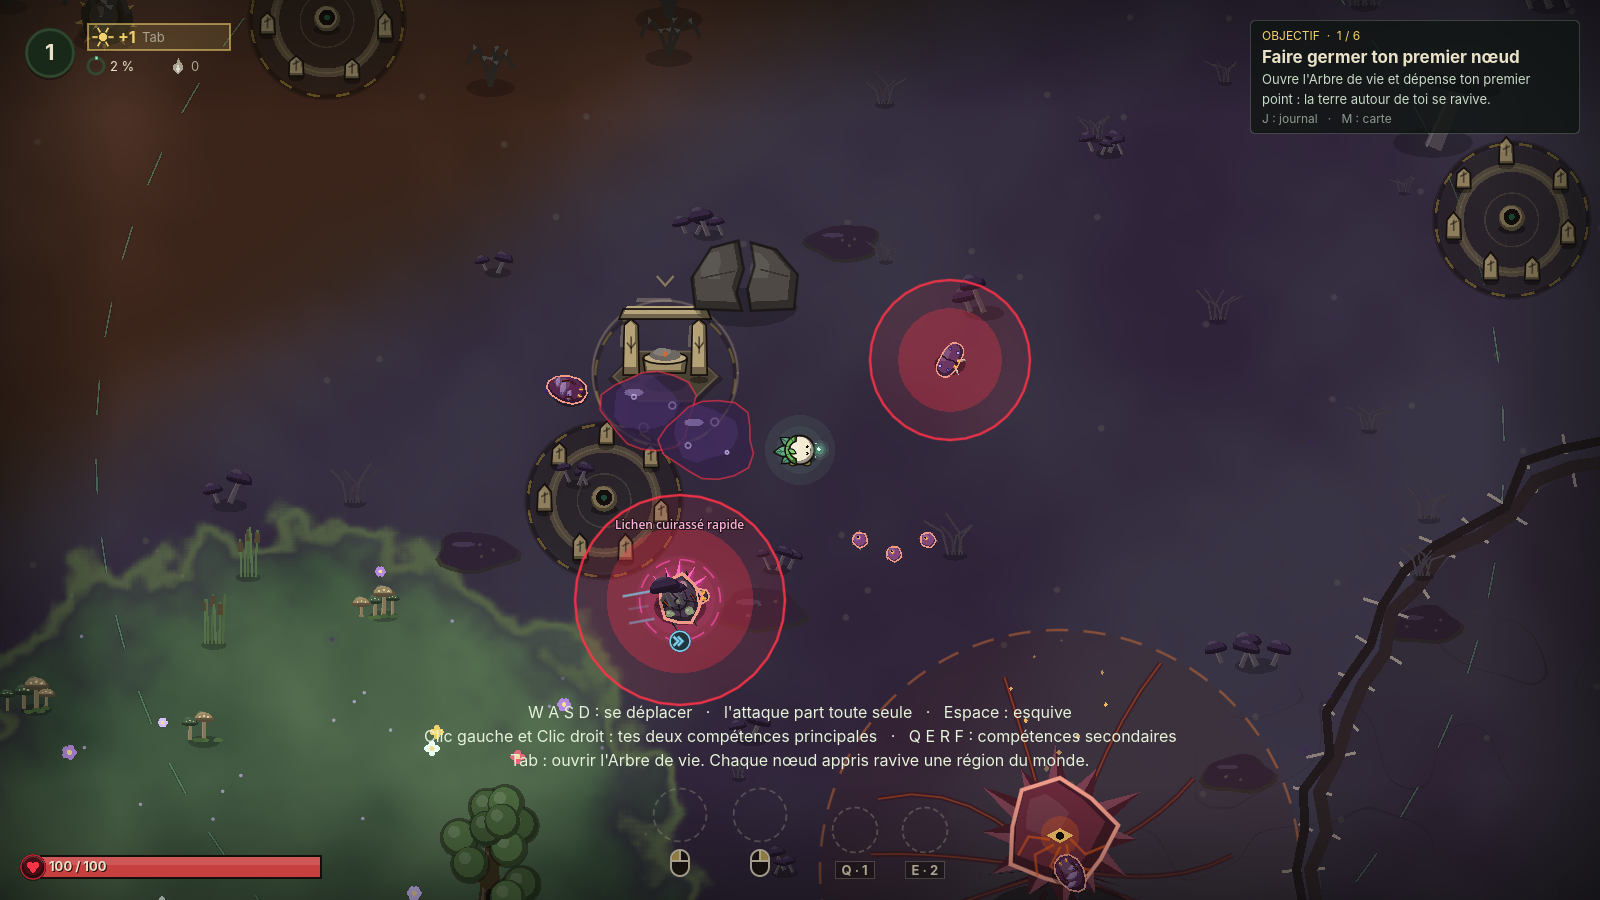 1
+1 Tab
2 % 0
OBJECTIF · 1 / 6
Faire germer ton premier nœud
Ouvre l'Arbre de vie et dépense ton premier
point : la terre autour de toi se ravive.
J : journal · M : carte
Lichen cuirassé rapide
W A S D : se déplacer · l'attaque part toute seule · Espace : esquive
Clic gauche et Clic droit : tes deux compétences principales · Q E R F : compétences secondaires
Tab : ouvrir l'Arbre de vie. Chaque nœud appris ravive une région du monde.
100 / 100
Q · 1
E · 2